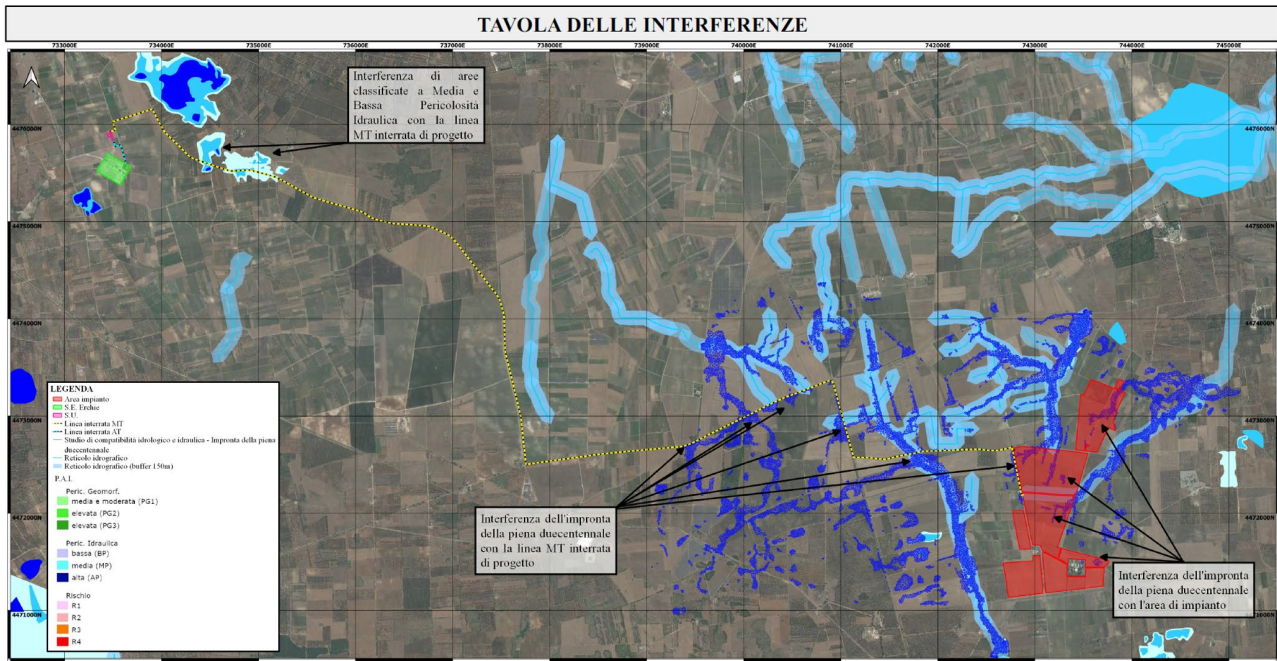 TAVOLA DELLE INTERFERENZE
733000E 734000E 735000E 736000E 737000E 738000E 739000E 740000E 741000E 742000E 743000E 744000E 745000E
Interferenza di aree
classificate a Media e
Bassa Pericolosità
Idraulica con la linea
MT interrata di progetto
4476000N 4476000N
4475000N 4475000N
4474000N 4474000N
4473000N
4472000N
4471000N
LEGENDA
Area impianto
S.E. Erchie
S.U.
Linea interrata MT
Linea interrata AT
Studio di compatibilità idrologico e idraulica - Impronta della piena
duecentennale
Reticolo idrografico
Reticolo idrografico (buffer 150m)
P.A.I.
Peric. Geomorf.
media e moderata (PG1)
elevata (PG2)
elevata (PG3)
Peric. Idraulica
bassa (BP)
media (MP)
alta (AP)
Rischio
R1
R2
R3
R4
4471000N
Interferenza dell'impronta
della piena duecentennale
con la linea MT interrata
di progetto
Interferenza dell'impronta
della piena duecentennale
con l'area di impianto